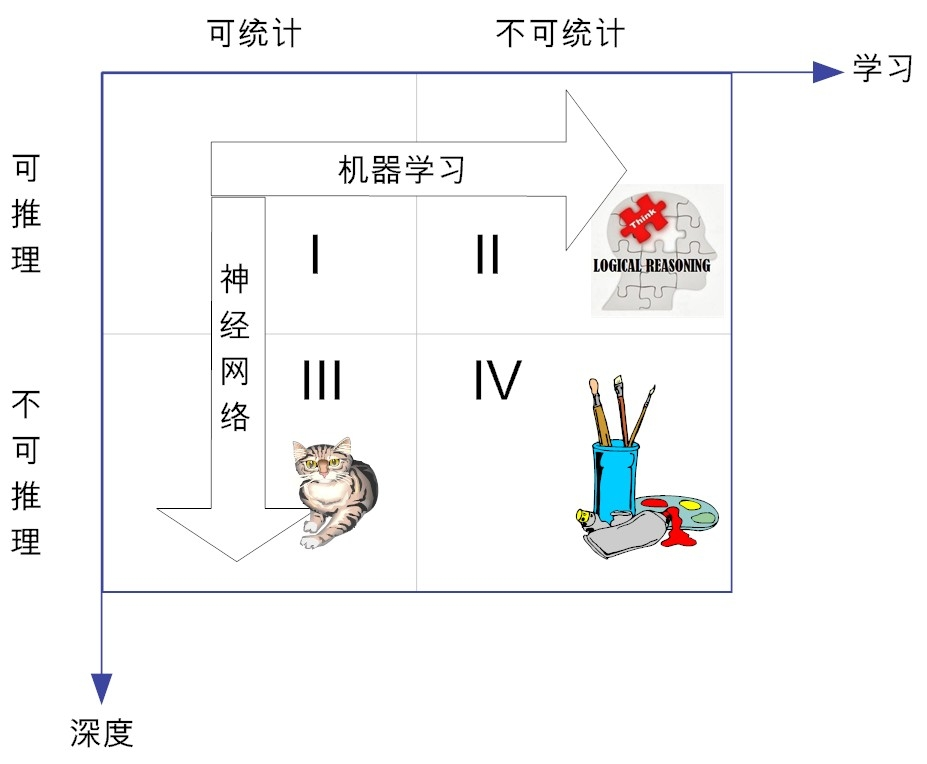 可统计
不可统计
学习
可推理
机器学习
Think
LOGICAL REASONING
I
II
神经网络
III
IV
不可推理
深度